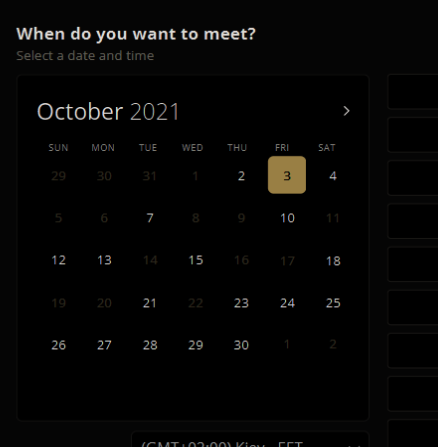 When do you want to meet?
Select a date and time
October 2021 >
SUN MON TUE WED THU FRI SAT
29 30 31 1 2 3 4
5 6 7 8 9 10 11
12 13 14 15 16 17 18
19 20 21 22 23 24 25
26 27 28 29 30 1 2
(GMT+02:00) Kiev - EET